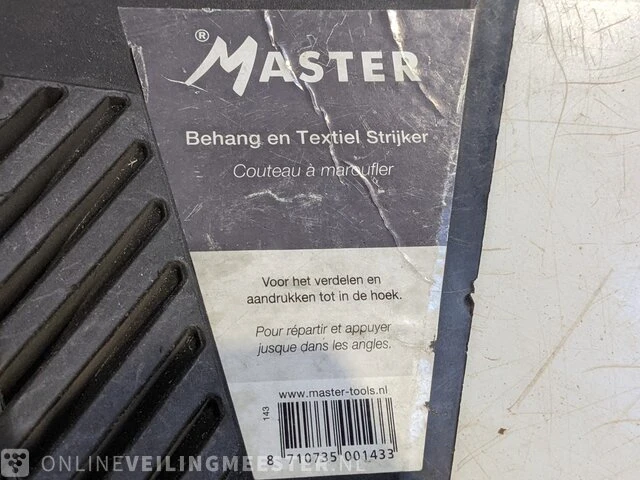 ® MASTER
Behang en Textiel Strijker
Couteau à maroufler
Voor het verdelen en
aandrukken tot in de hoek.
Pour répartir et appuyer
jusque dans les angles.
www.master-tools.nl
143
8 710735 001433
ONLINEVEILINGMEESTER.NL